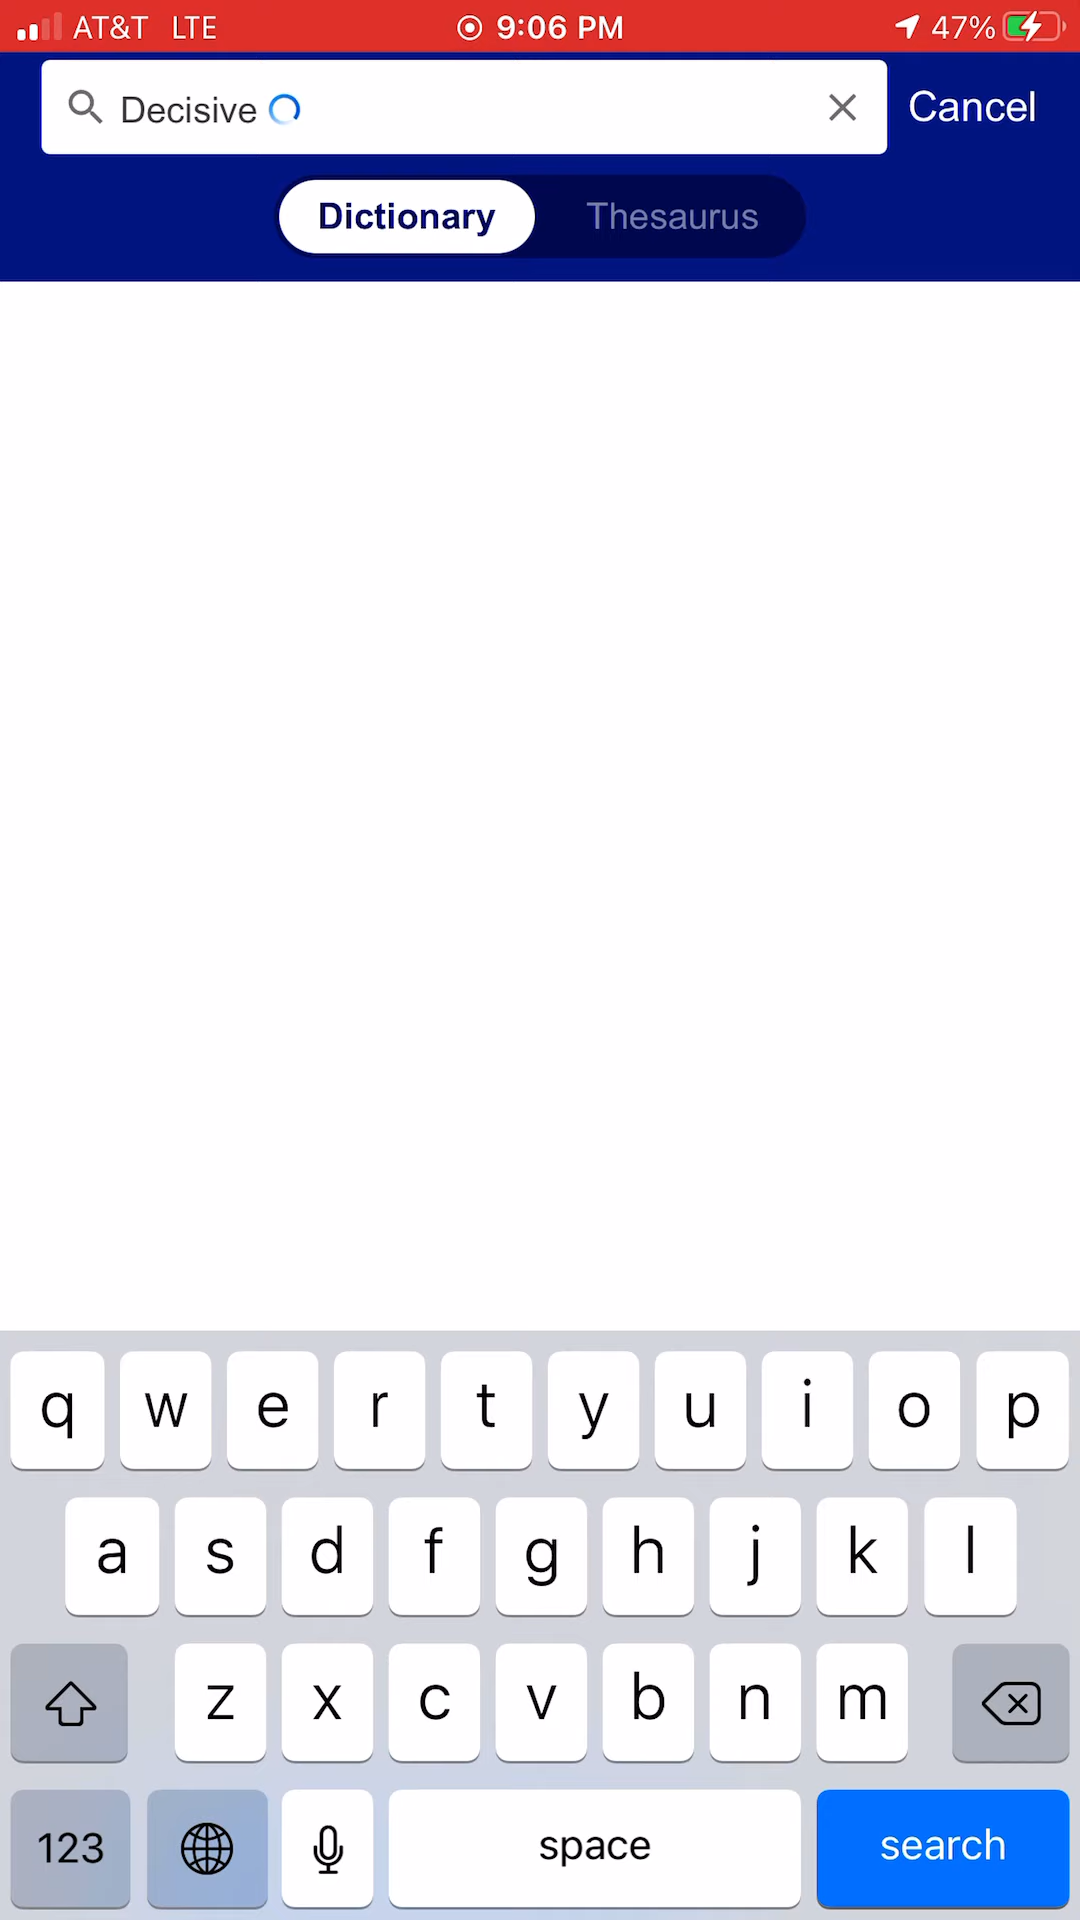 AT&T LTE 9:06 PM 47%
Decisive Cancel
Dictionary Thesaurus
q w e r t y u i o p
a s d f g h j k l
z x c v b n m
123 space search